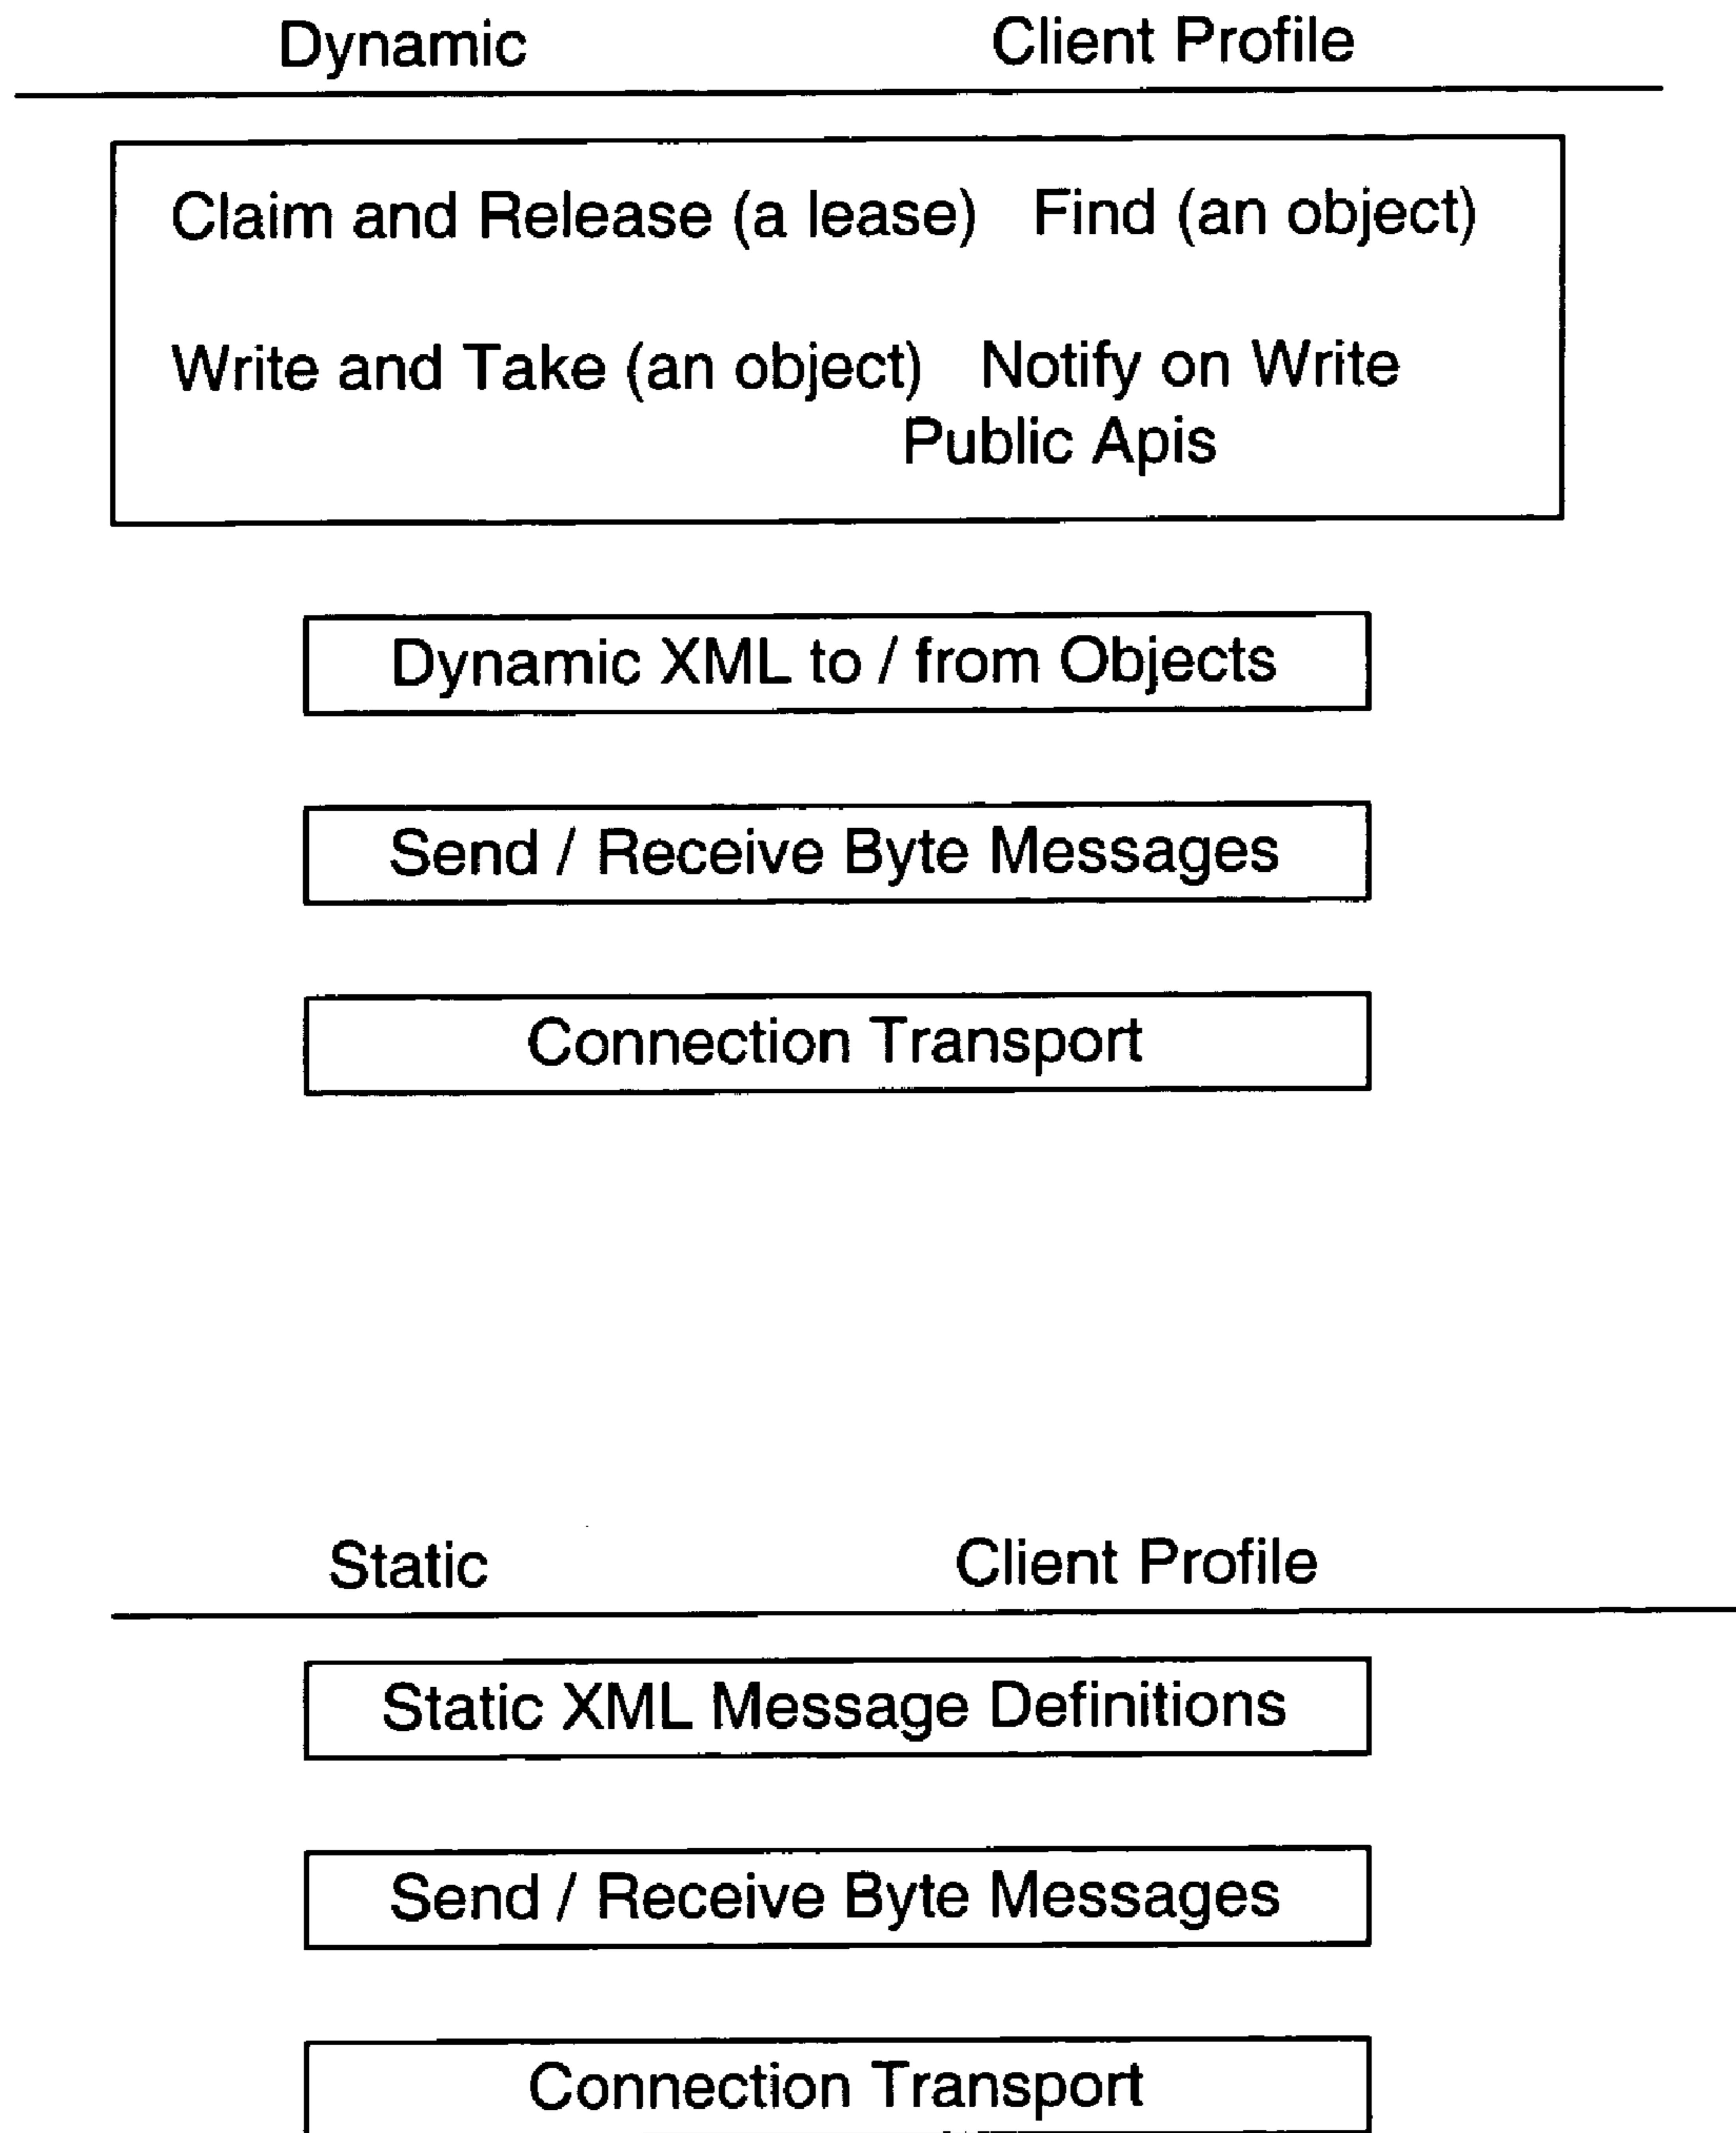 Dynamic Client Profile
Claim and Release (a lease) Find (an object)
Write and Take (an object) Notify on Write
Public Apis
Dynamic XML to / from Objects
Send / Receive Byte Messages
Connection Transport
Static Client Profile
Static XML Message Definitions
Send / Receive Byte Messages
Connection Transport